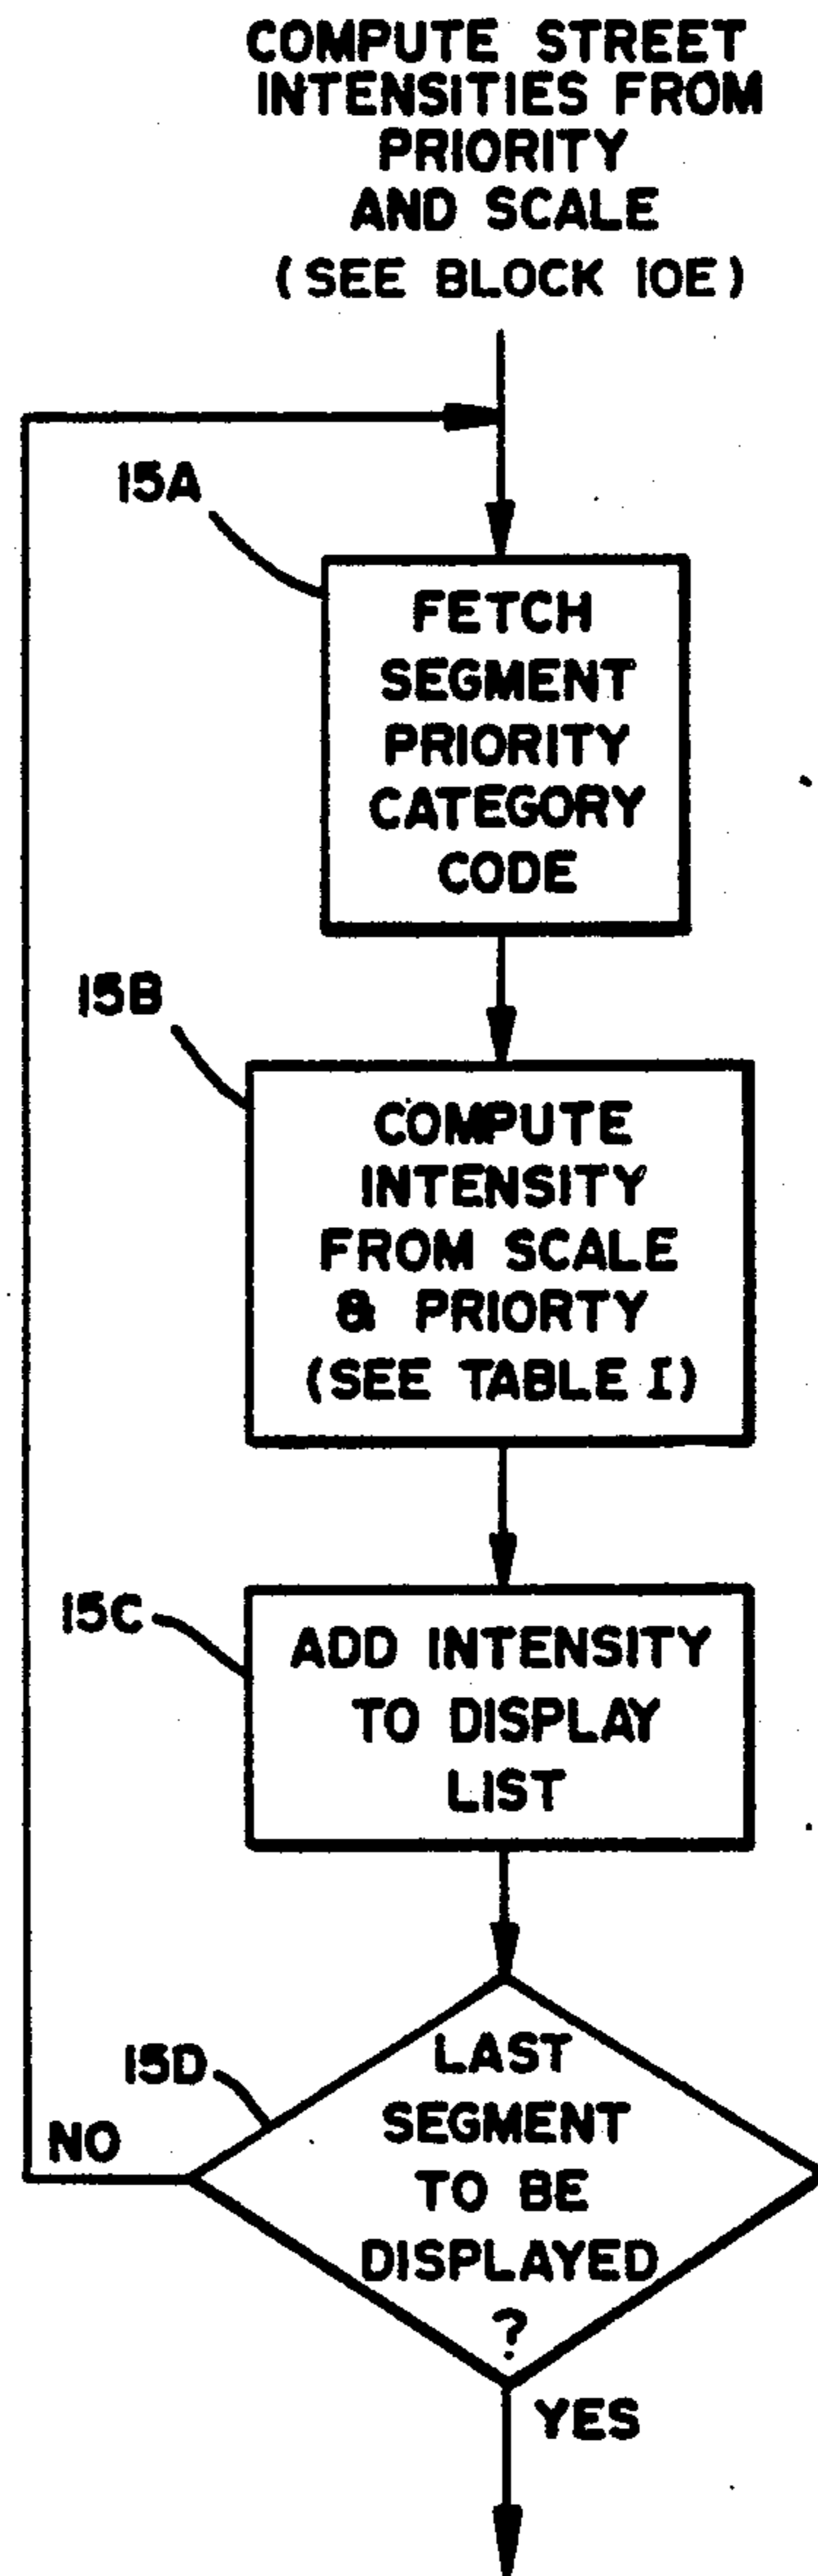 COMPUTE STREET
INTENSITIES FROM
PRIORITY
AND SCALE
(SEE BLOCK 10E)
15A
FETCH
SEGMENT
PRIORITY
CATEGORY
CODE
15B
COMPUTE
INTENSITY
FROM SCALE
& PRIORTY
(SEE TABLE I)
15C
ADD INTENSITY
TO DISPLAY
LIST
15D
LAST
SEGMENT
TO BE
DISPLAYED
?
NO
YES